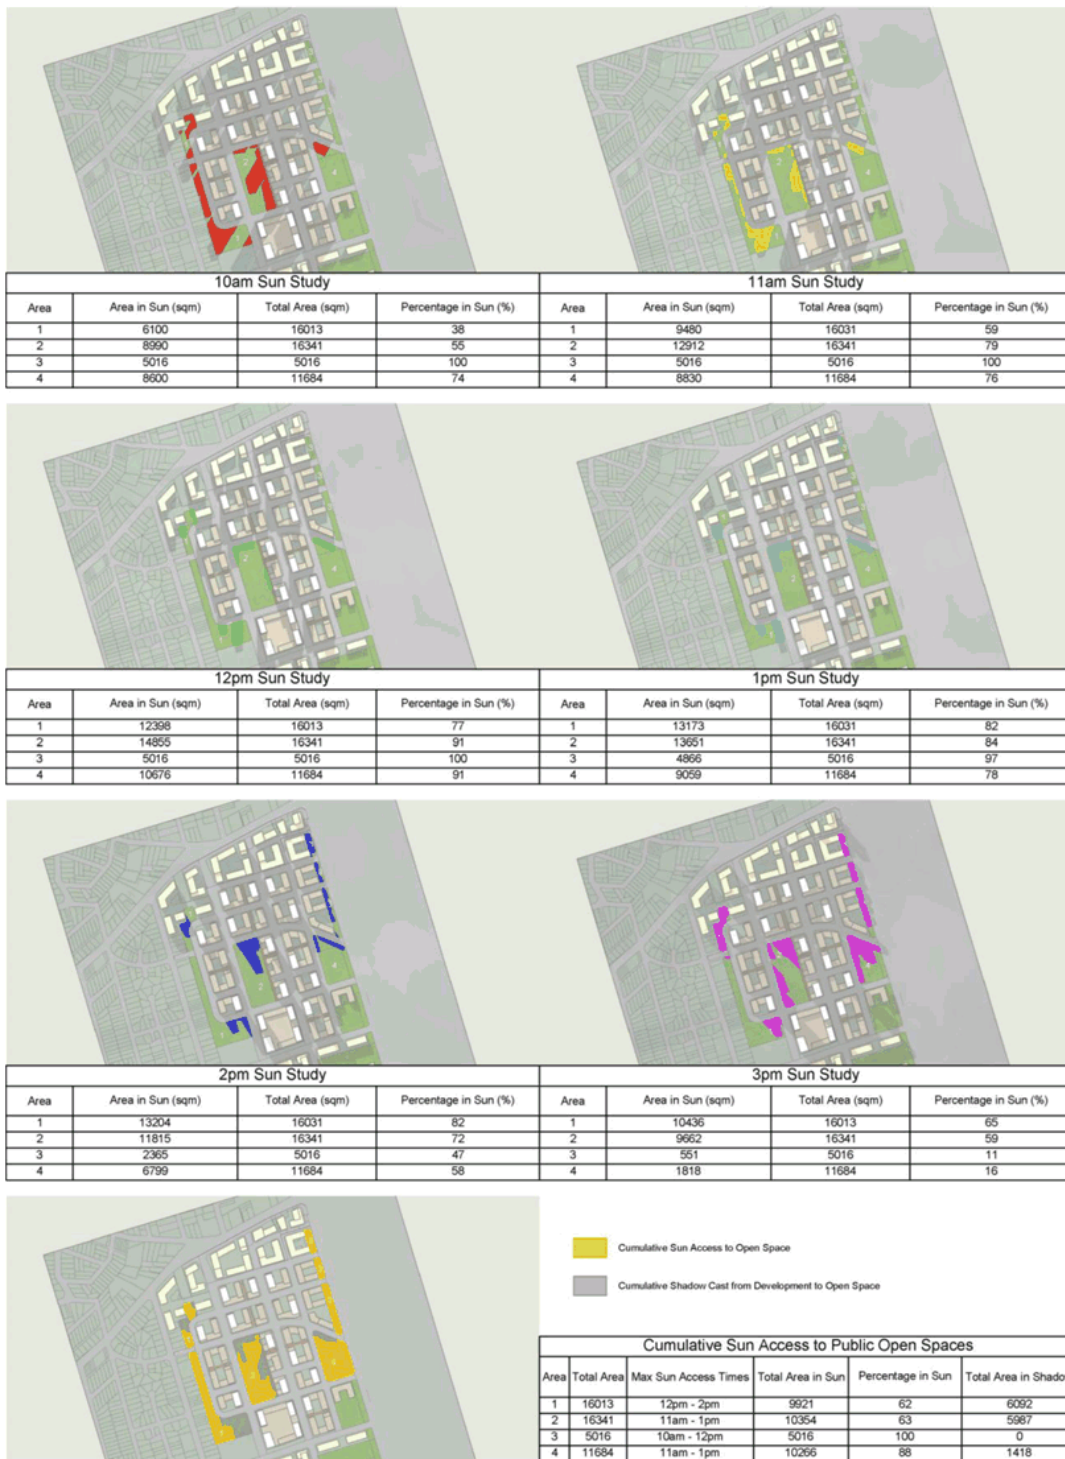 10am Sun Study
Area Area in Sun (sqm) Total Area (sqm) Percentage in Sun (%)
1 6100 16013 38
2 8990 16341 55
3 5016 5016 100
4 8600 11684 74
11am Sun Study
Area Area in Sun (sqm) Total Area (sqm) Percentage in Sun (%)
1 9480 16031 59
2 12912 16341 79
3 5016 5016 100
4 8830 11684 76
12pm Sun Study
Area Area in Sun (sqm) Total Area (sqm) Percentage in Sun (%)
1 12398 16013 77
2 14855 16341 91
3 5016 5016 100
4 10676 11684 91
1pm Sun Study
Area Area in Sun (sqm) Total Area (sqm) Percentage in Sun (%)
1 13173 16031 82
2 13651 16341 84
3 4866 5016 97
4 9059 11684 78
2pm Sun Study
Area Area in Sun (sqm) Total Area (sqm) Percentage in Sun (%)
1 13204 16031 82
2 11815 16341 72
3 2365 5016 47
4 6799 11684 58
3pm Sun Study
Area Area in Sun (sqm) Total Area (sqm) Percentage in Sun (%)
1 10436 16013 65
2 9662 16341 59
3 551 5016 11
4 1818 11684 16
Cumulative Sun Access to Open Space
Cumulative Shadow Cast from Development to Open Space
Cumulative Sun Access to Public Open Spaces
Area Total Area Max Sun Access Times Total Area in Sun Percentage in Sun Total Area in Shado
1 16013 12pm - 2pm 9921 62 6092
2 16341 11am - 1pm 10354 63 5987
3 5016 10am - 12pm 5016 100 0
4 11684 11am - 1pm 10266 88 1418